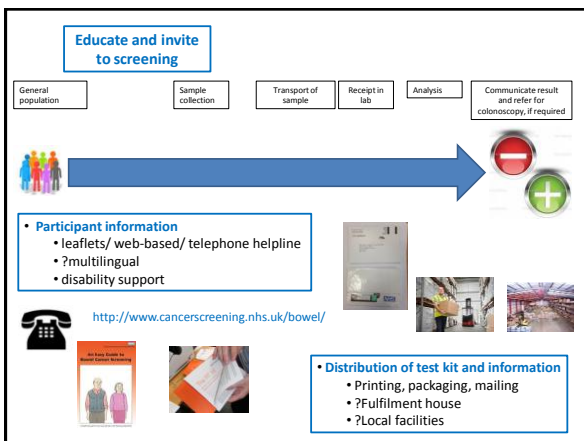 Educate and invite
to screening
General
population
Sample
collection
Transport of
sample
Receipt in
lab
Analysis
Communicate result
and refer for
colonoscopy, if required
• Participant information
• leaflets/ web-based/ telephone helpline
• ?multilingual
• disability support
http://www.cancerscreening.nhs.uk/bowel/
An Easy Guide to
Bowel Cancer Screening
• Distribution of test kit and information
• Printing, packaging, mailing
• ?Fulfilment house
• ?Local facilities